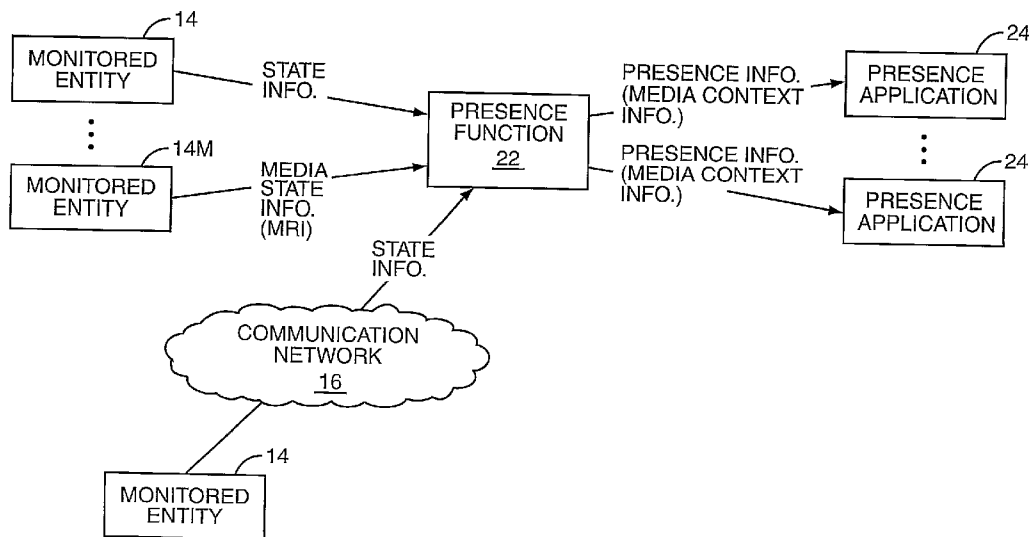 14
MONITORED
ENTITY
STATE
INFO.
14M
MONITORED
ENTITY
MEDIA
STATE
INFO.
(MRI)
PRESENCE
FUNCTION
22
PRESENCE INFO.
(MEDIA CONTEXT
INFO.)
24
PRESENCE
APPLICATION
PRESENCE INFO.
(MEDIA CONTEXT
INFO.)
24
PRESENCE
APPLICATION
STATE
INFO.
COMMUNICATION
NETWORK
16
14
MONITORED
ENTITY